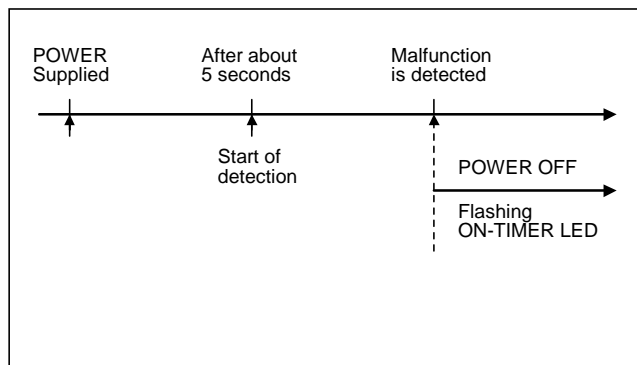 POWER
Supplied
After about
5 seconds
Malfunction
is detected
Start of
detection
POWER OFF
Flashing
ON-TIMER LED